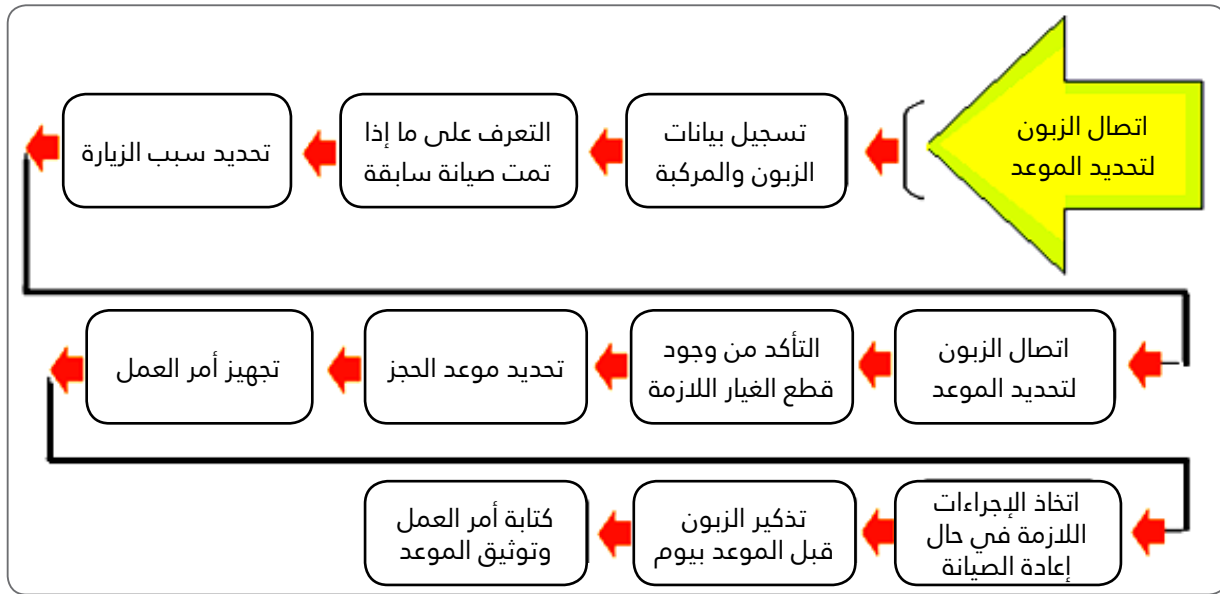 اتصال الزبون
لتحديد الموعد
تسجيل بيانات
الزبون والمركبة
التعرف على ما إذا
تمت صيانة سابقة
تحديد سبب الزيارة
اتصال الزبون
لتحديد الموعد
التأكد من وجود
قطع الغيار اللازمة
تحديد موعد الحجز
تجهيز أمر العمل
اتخاذ الإجراءات
اللازمة في حال
إعادة الصيانة
تذكير الزبون
قبل الموعد بيوم
كتابة أمر العمل
وتوثيق الموعد